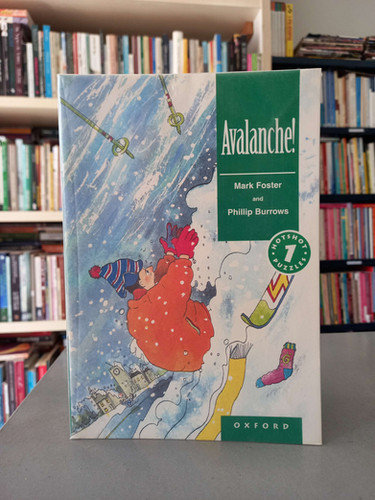 Avalanche!
Mark Foster
and
Phillip Burrows
HOTSHOT
1
PUZZLES
OXFORD